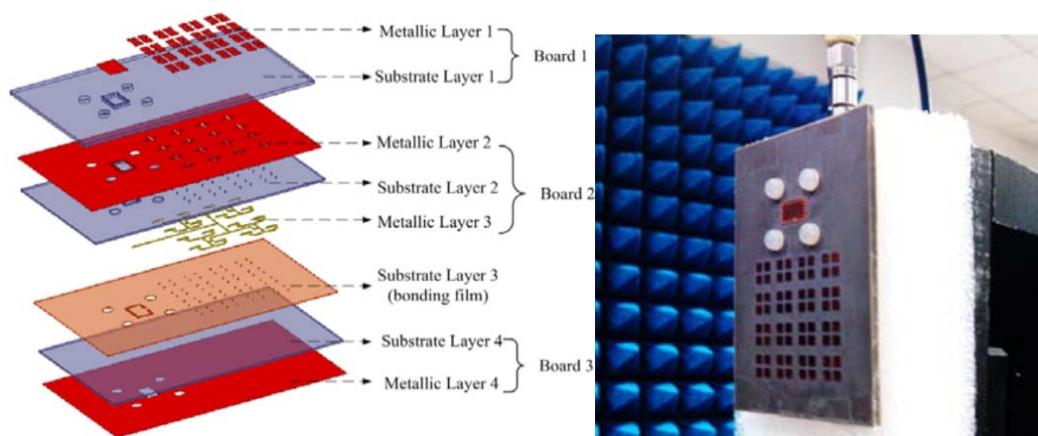 Metallic Layer 1
Substrate Layer 1
Board 1
Metallic Layer 2
Substrate Layer 2
Metallic Layer 3
Board 2
Substrate Layer 3
(bonding film)
Substrate Layer 4
Metallic Layer 4
Board 3